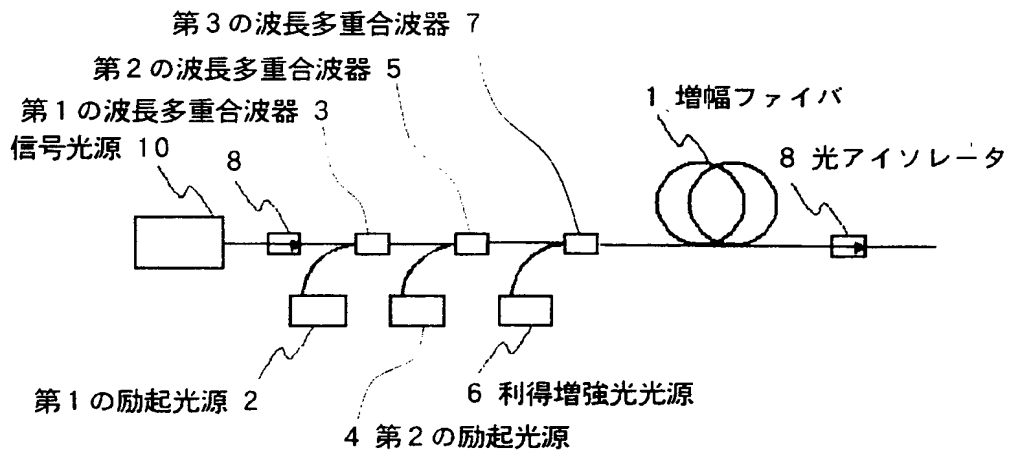 第3の波長多重合波器 7
第2の波長多重合波器 5
第1の波長多重合波器 3
信号光源 10
8
1 増幅ファイバ
8 光アイソレータ
第1の励起光源 2
4 第2の励起光源
6 利得増強光光源